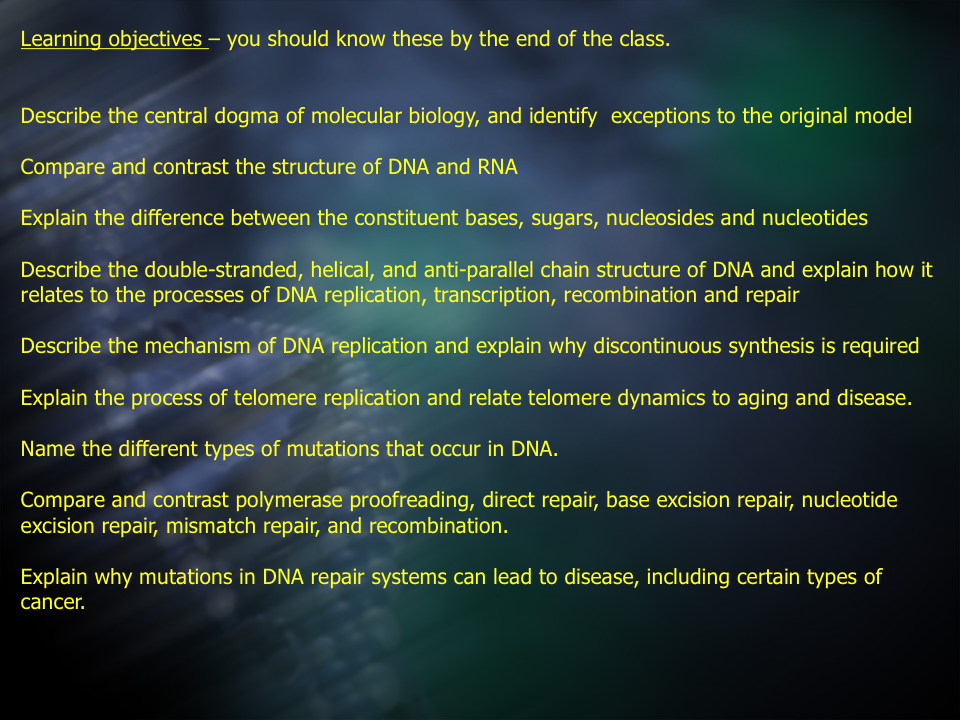 Learning objectives – you should know these by the end of the class.
Describe the central dogma of molecular biology, and identify  exceptions to the original model
Compare and contrast the structure of DNA and RNA
Explain the difference between the constituent bases, sugars, nucleosides and nucleotides
Describe the double-stranded, helical, and anti-parallel chain structure of DNA and explain how it
relates to the processes of DNA replication, transcription, recombination and repair
Describe the mechanism of DNA replication and explain why discontinuous synthesis is required
Explain the process of telomere replication and relate telomere dynamics to aging and disease.
Name the different types of mutations that occur in DNA.
Compare and contrast polymerase proofreading, direct repair, base excision repair, nucleotide
excision repair, mismatch repair, and recombination.
Explain why mutations in DNA repair systems can lead to disease, including certain types of
cancer.